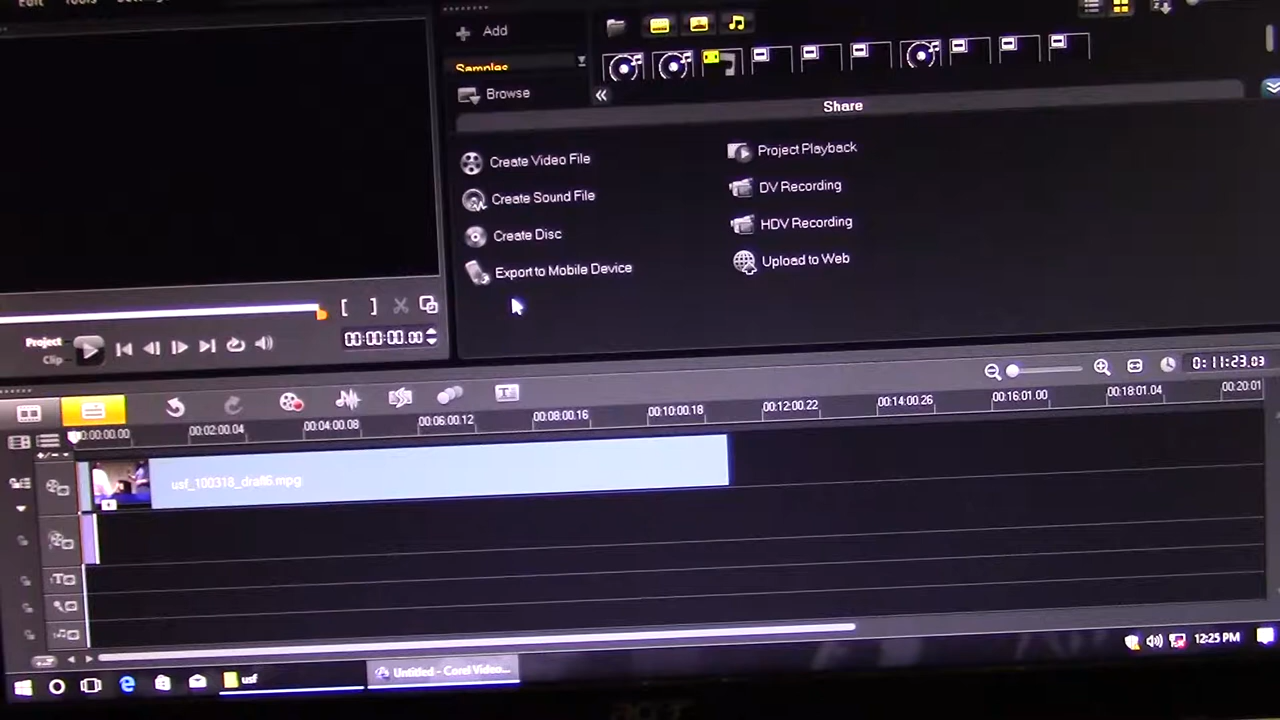 Edit Tools Settings
Add
Samples
Browse
Share
Create Video File
Project Playback
Create Sound File
DV Recording
Create Disc
HDV Recording
Export to Mobile Device
Upload to Web
Project
Clip
[ ]
00:00:00.00
0:11:23.03
00:00:00.00 00:02:00.04 00:04:00.08 00:06:00.12 00:08:00.16 00:10:00.18 00:12:00.22 00:14:00.26 00:16:01.00 00:18:01.04 00:20:01
usf_100318_draft6.mpg
12:25 PM
usf
Untitled - Corel Video...
acer